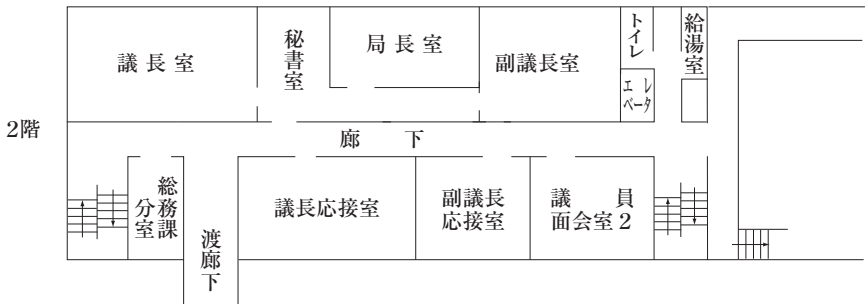 2階
議長室
秘書室
局長室
副議長室
トイレ
エレベータ
給湯室
廊下
総務課分室
渡廊下
議長応接室
副議長
応接室
議員
面会室2